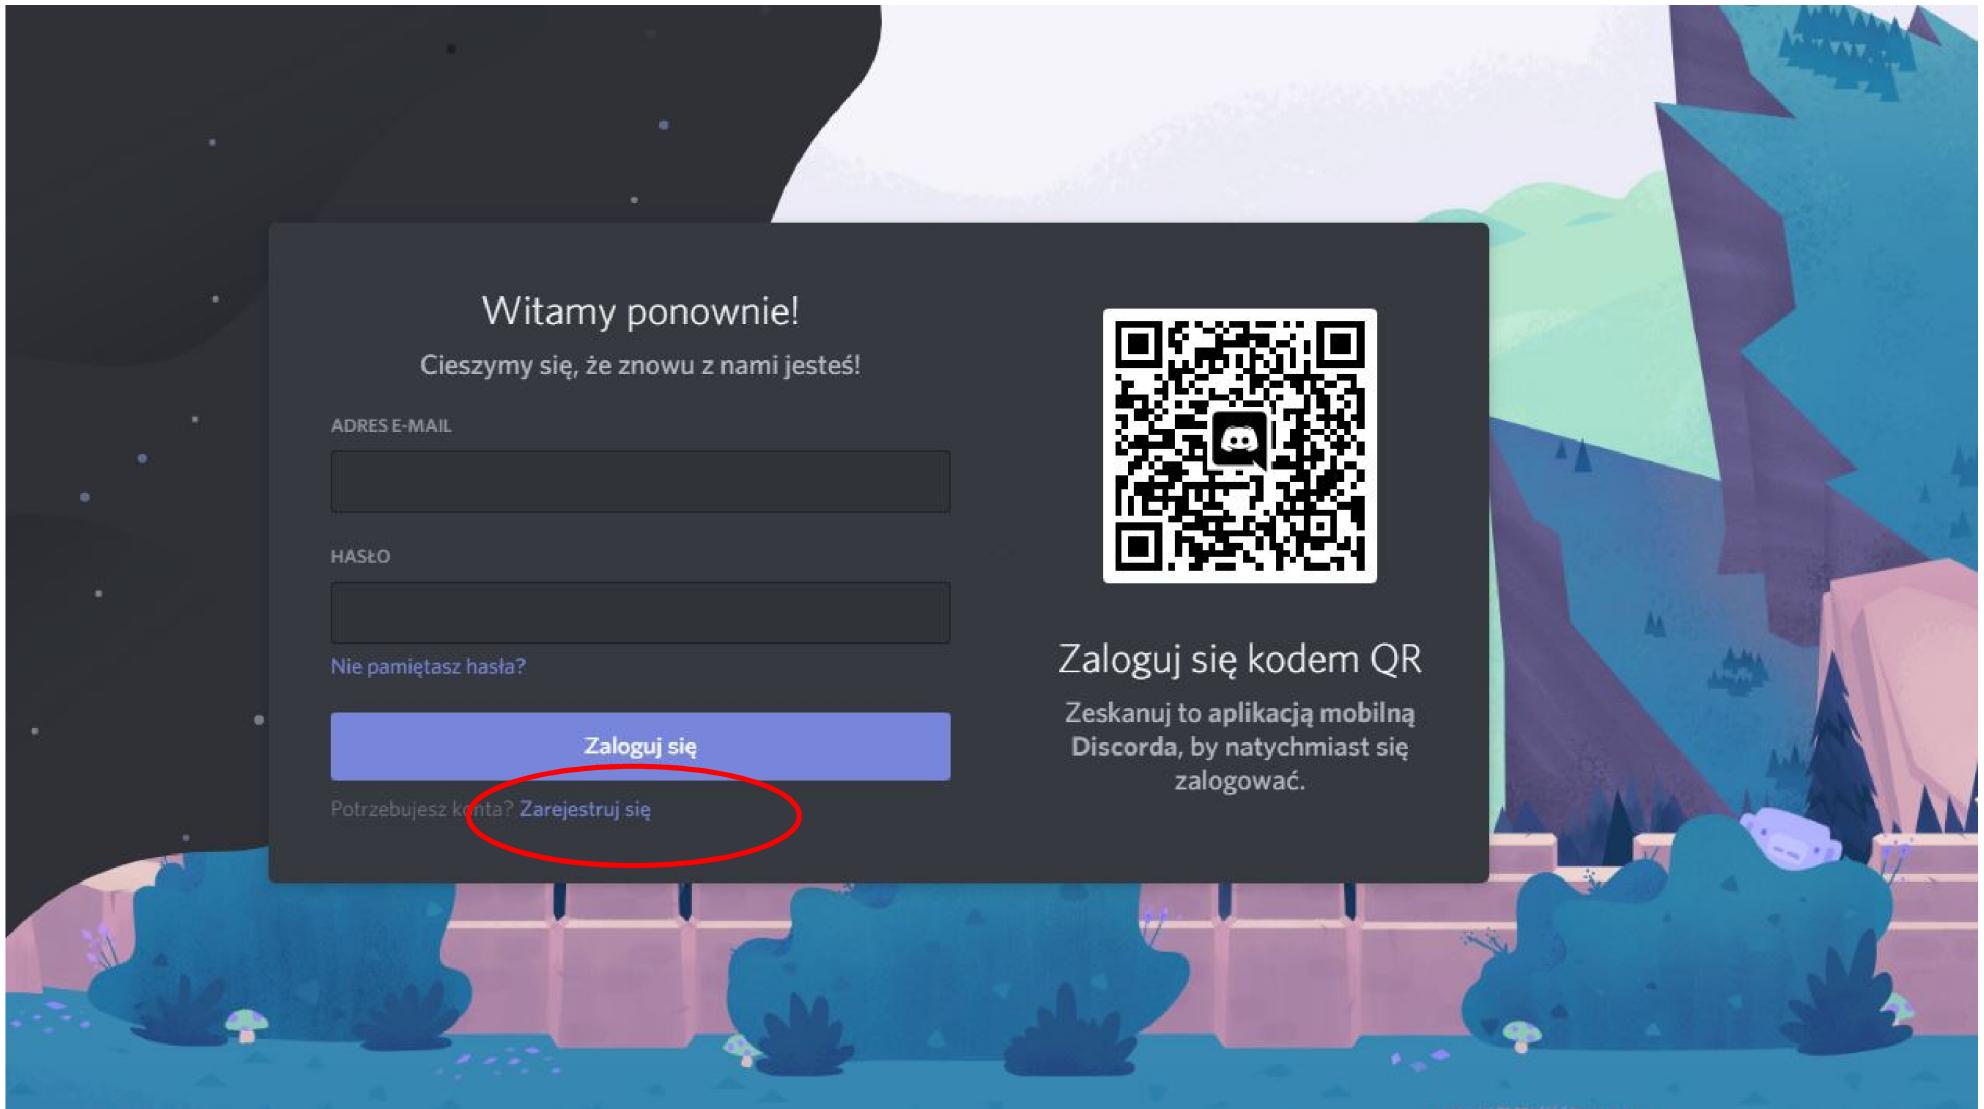 Witamy ponownie!
Cieszymy się, że znowu z nami jesteś!
ADRES E-MAIL
HASŁO
Nie pamiętasz hasła?
Zaloguj się
Potrzebujesz konta? Zarejestruj się
Zaloguj się kodem QR
Zeskanuj to aplikacją mobilną
Discorda, by natychmiast się
zalogować.